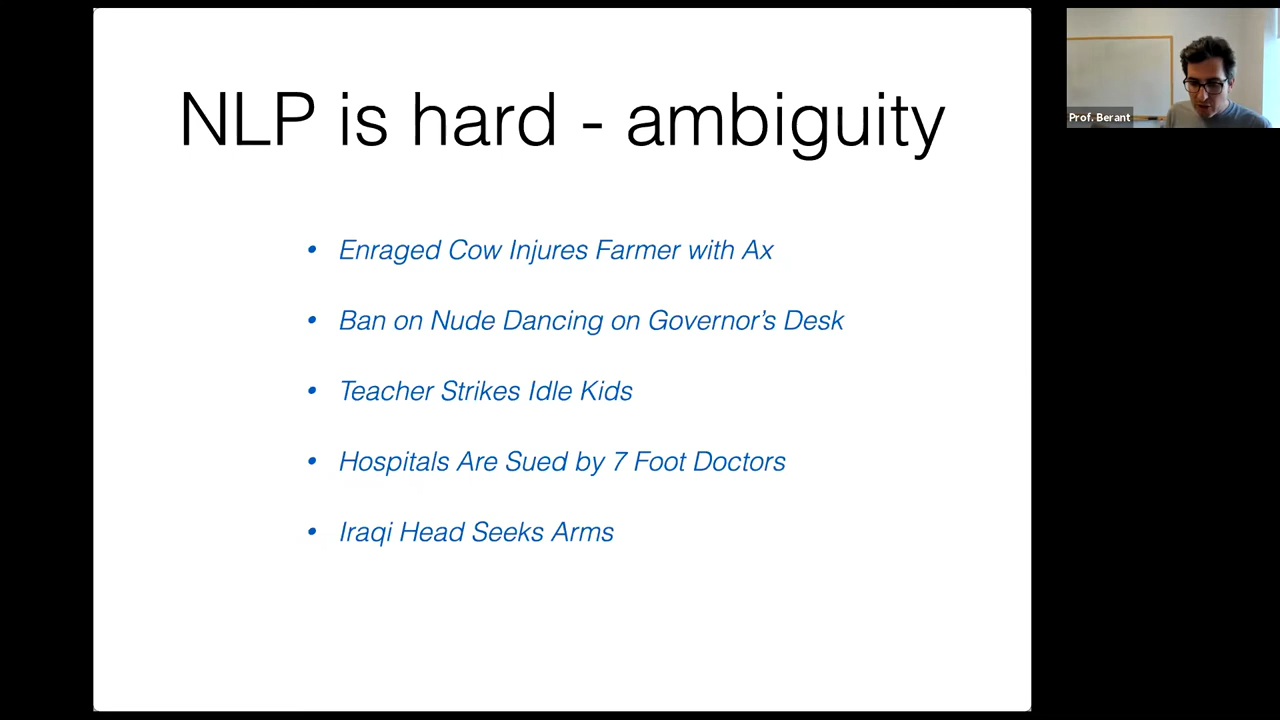 NLP is hard - ambiguity
• Enraged Cow Injures Farmer with Ax
• Ban on Nude Dancing on Governor's Desk
• Teacher Strikes Idle Kids
• Hospitals Are Sued by 7 Foot Doctors
• Iraqi Head Seeks Arms
Prof. Berant